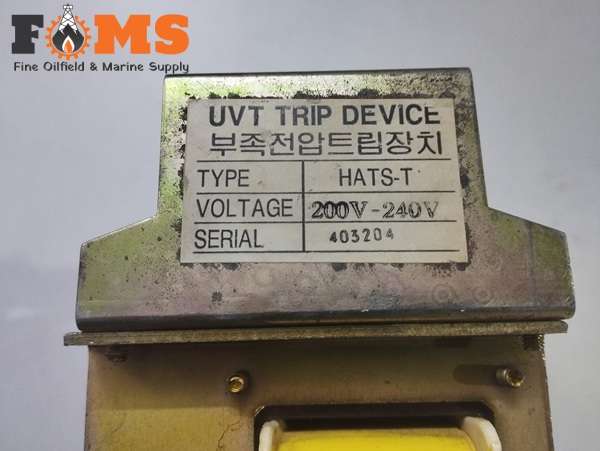 FOMS
Fine Oilfield & Marine Supply
UVT TRIP DEVICE
부족전압트립장치
TYPE HATS-T
VOLTAGE 200V-240V
SERIAL 403204